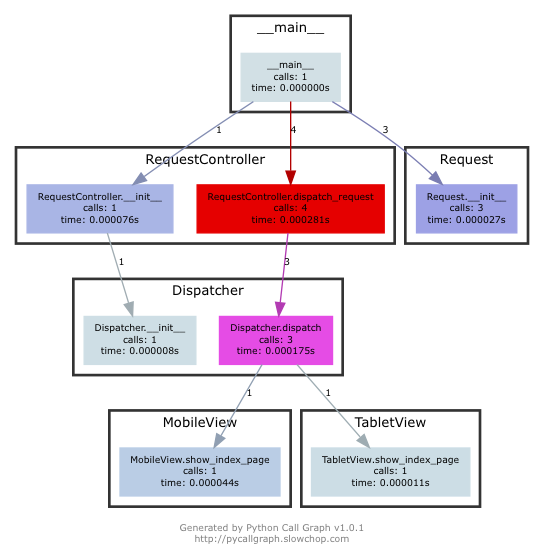 __main__
__main__
calls: 1
time: 0.000000s
1
4
3
RequestController
RequestController.__init__
calls: 1
time: 0.000076s
RequestController.dispatch_request
calls: 4
time: 0.000281s
Request
Request.__init__
calls: 3
time: 0.000027s
1
3
Dispatcher
Dispatcher.__init__
calls: 1
time: 0.000008s
Dispatcher.dispatch
calls: 3
time: 0.000175s
1
1
MobileView
MobileView.show_index_page
calls: 1
time: 0.000044s
TabletView
TabletView.show_index_page
calls: 1
time: 0.000011s
Generated by Python Call Graph v1.0.1
http://pycallgraph.slowchop.com